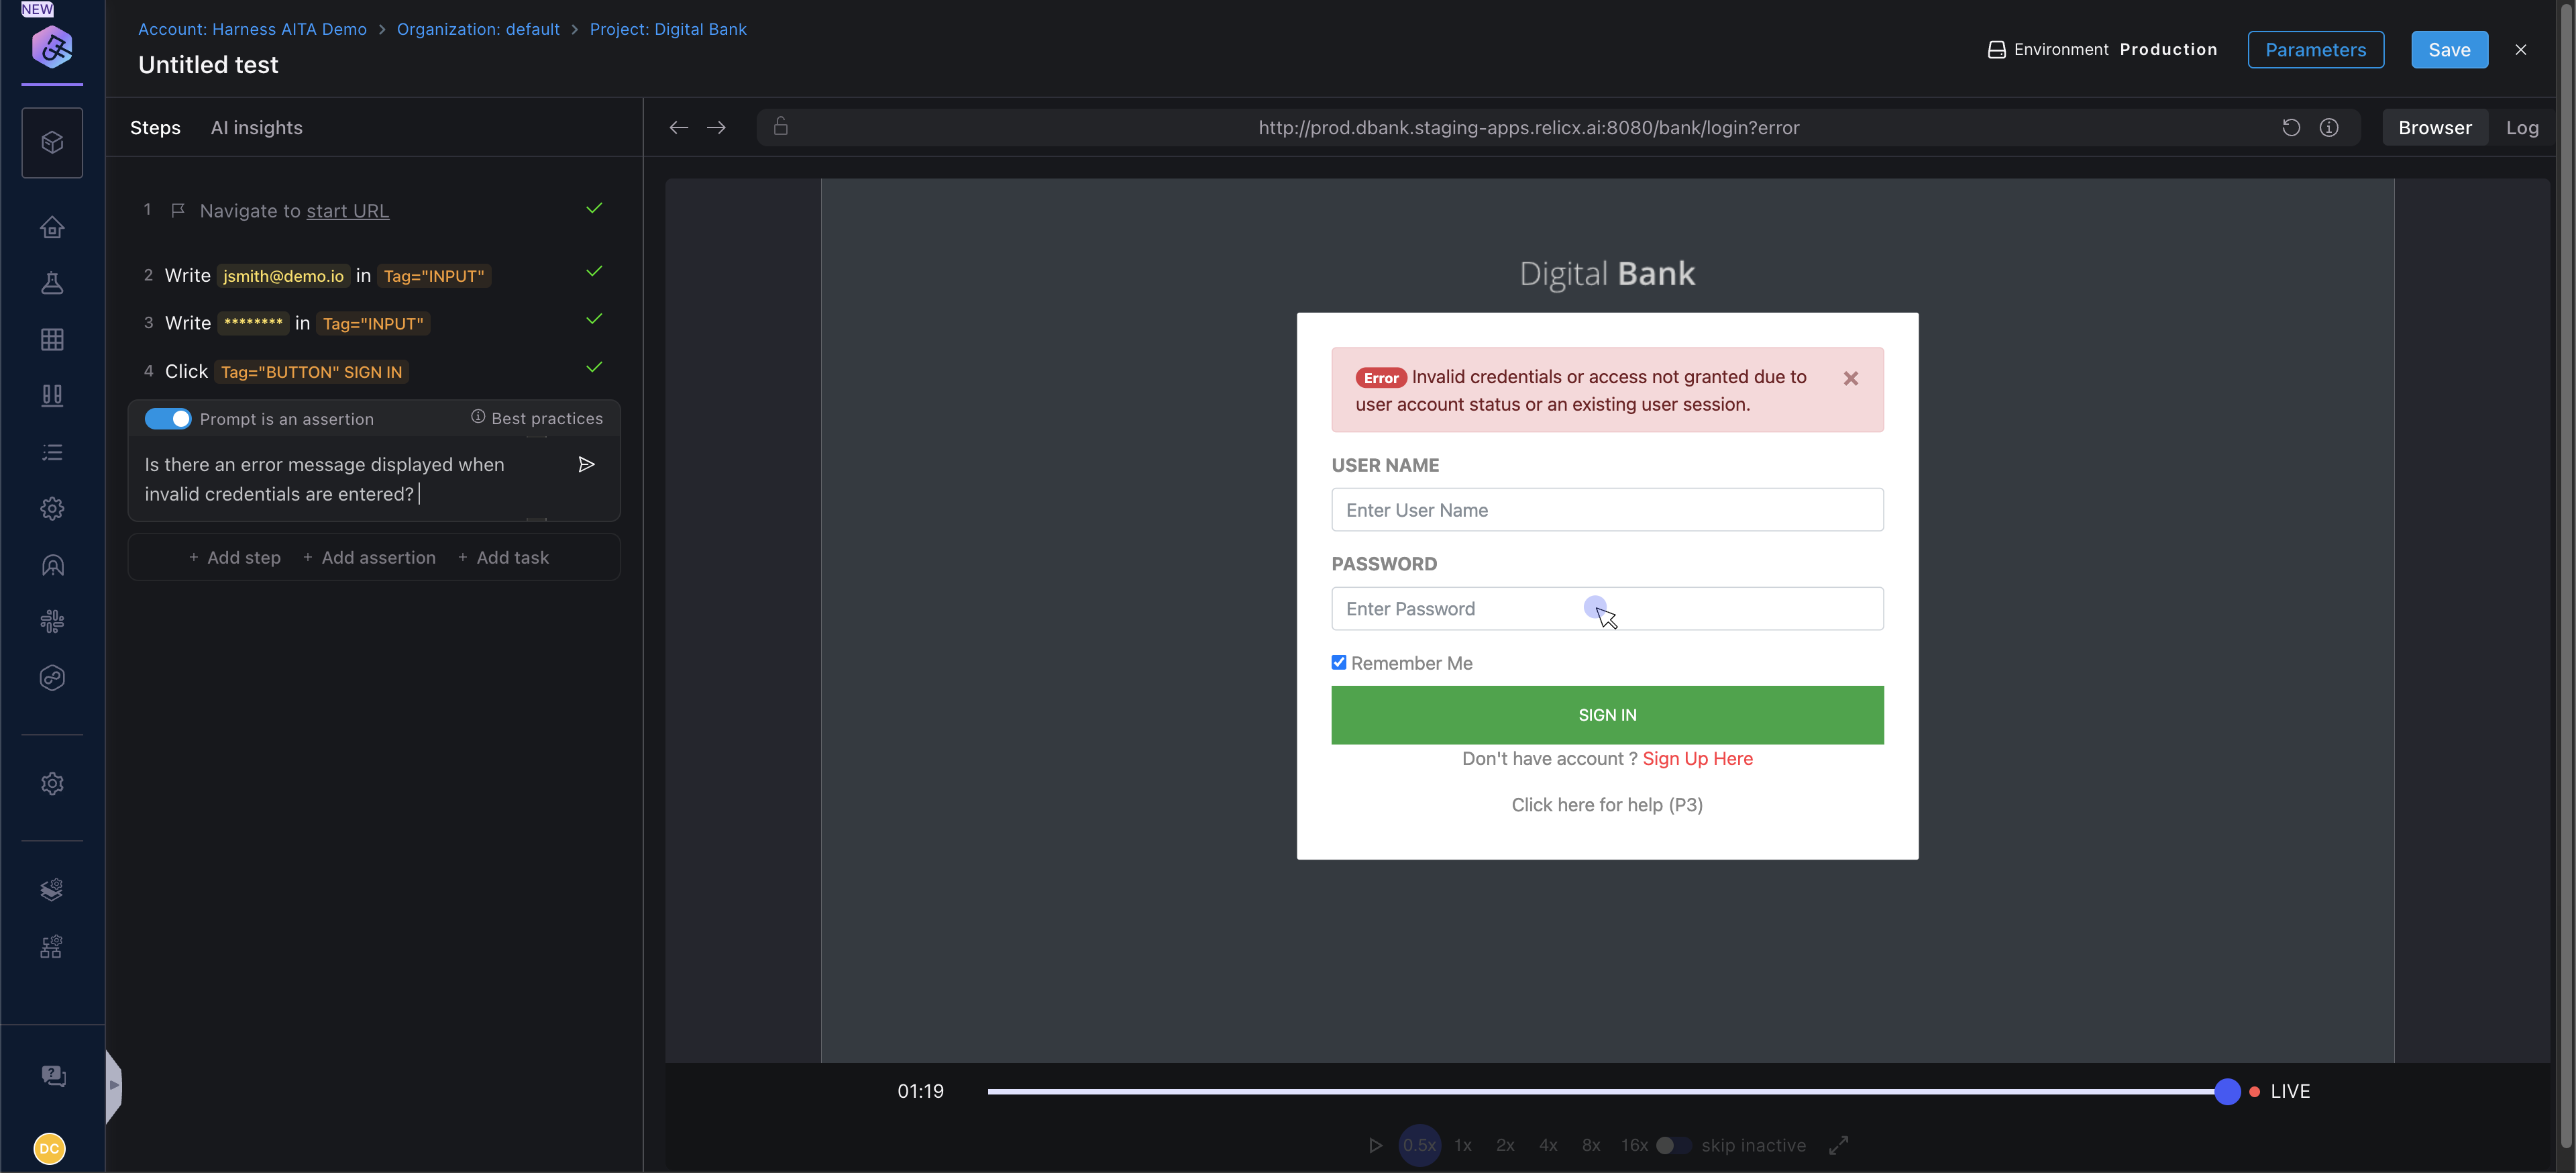 NEW
Account: Harness AITA Demo > Organization: default > Project: Digital Bank
Untitled test
Environment Production
Parameters
Save
Steps
AI insights
http://prod.dbank.staging-apps.relicx.ai:8080/bank/login?error
Browser
Log
1 Navigate to start URL
2 Write jsmith@demo.io in Tag="INPUT"
3 Write ******** in Tag="INPUT"
4 Click Tag="BUTTON" SIGN IN
Prompt is an assertion
Best practices
Is there an error message displayed when
invalid credentials are entered?
+ Add step + Add assertion + Add task
Digital Bank
Error Invalid credentials or access not granted due to
user account status or an existing user session.
USER NAME
Enter User Name
PASSWORD
Enter Password
Remember Me
SIGN IN
Don't have account ? Sign Up Here
Click here for help (P3)
01:19
LIVE
0.5x 1x 2x 4x 8x 16x skip inactive
DC